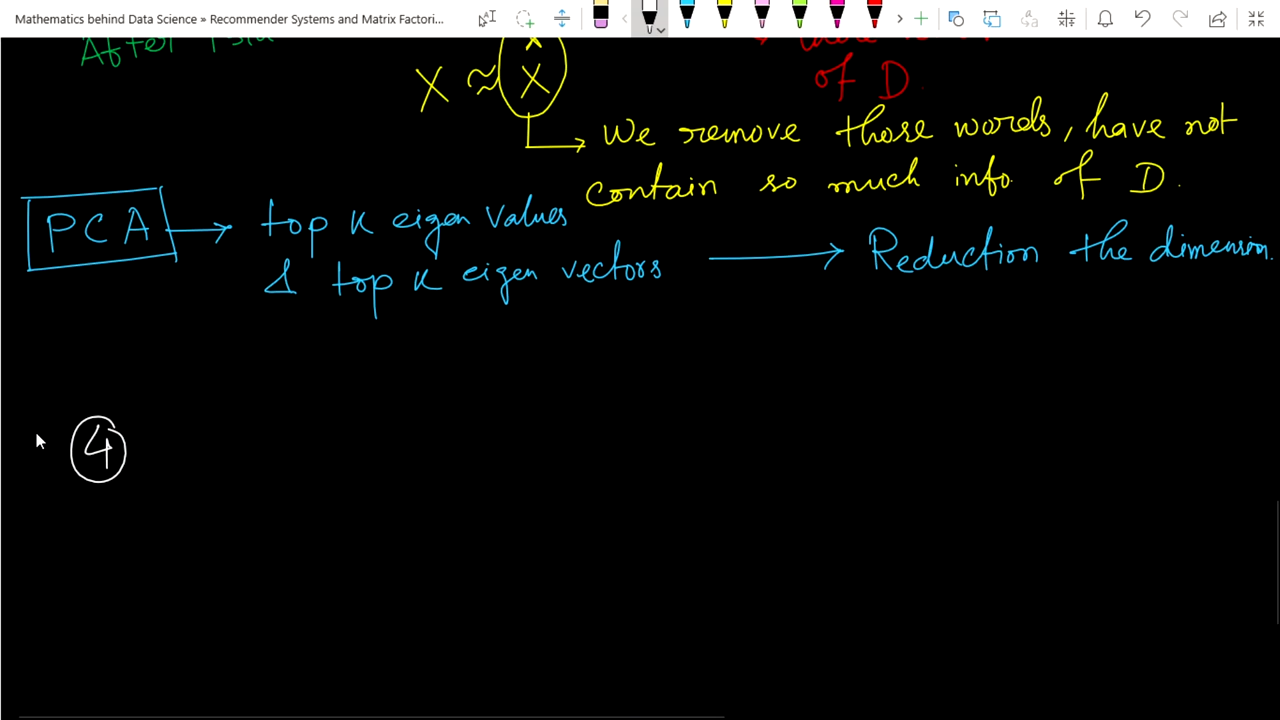 Mathematics behind Data Science » Recommender Systems and Matrix Factori...
After
of D.
X ≈ X
We remove those words, have not
contain so much info. of D.
PCA → top K eigen values
& top K eigen vectors → Reduction the dimension.
4